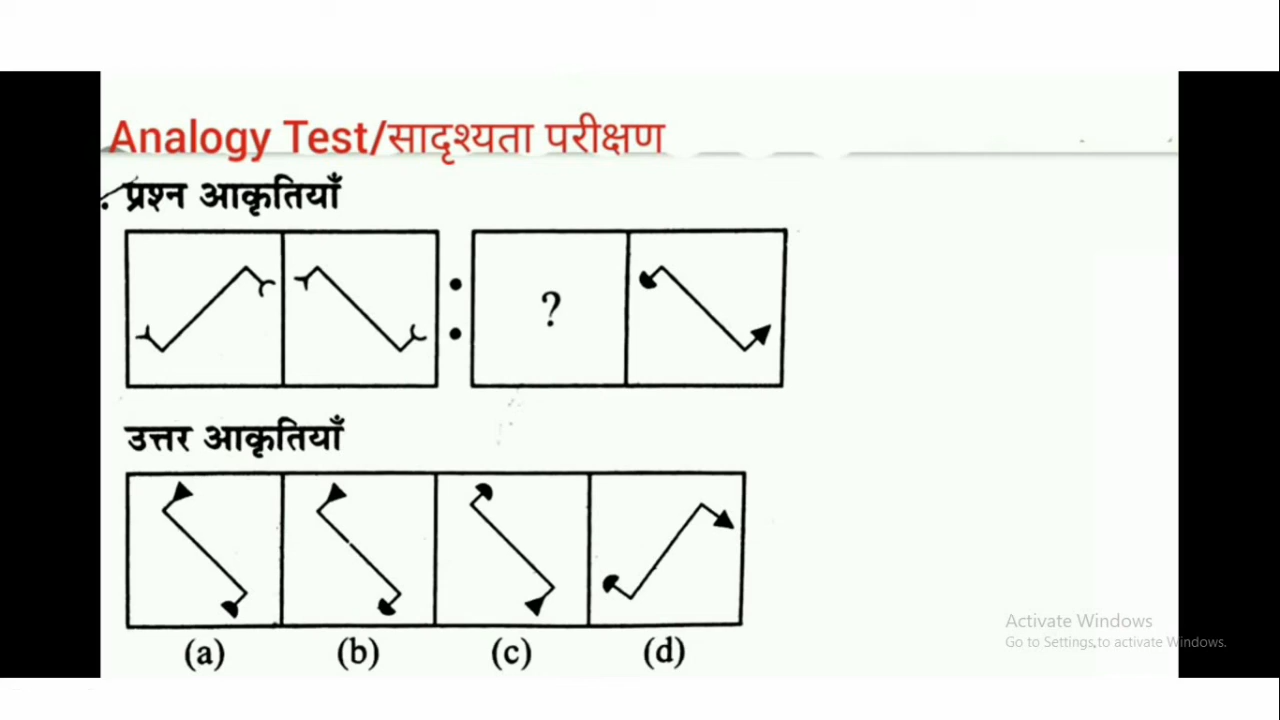 Analogy Test/सादृश्यता परीक्षण
. प्रश्न आकृतियाँ
?
उत्तर आकृतियाँ
(a) (b) (c) (d)
Activate Windows
Go to Settings to activate Windows.